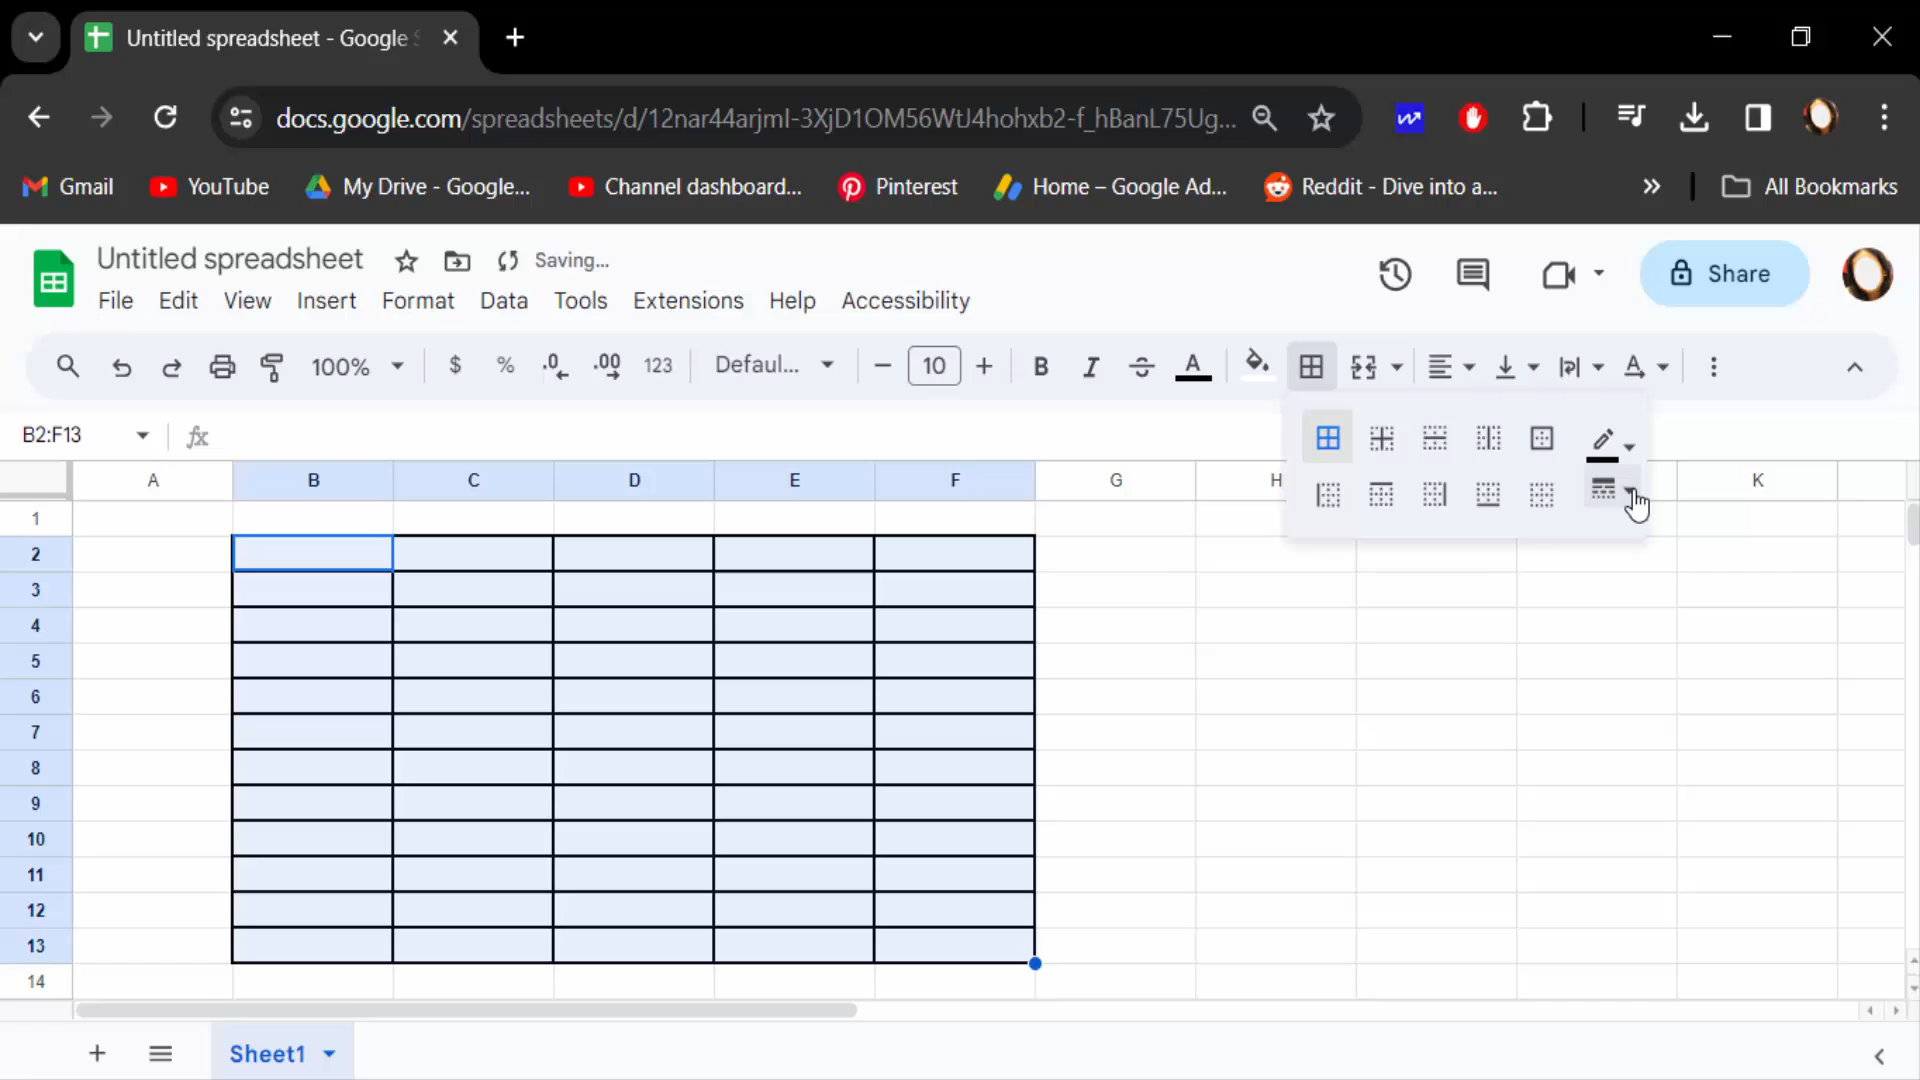 Untitled spreadsheet - Google S
docs.google.com/spreadsheets/d/12nar44arjmI-3XjD1OM56WtJ4hohxb2-f_hBanL75Ug...
Gmail YouTube My Drive - Google... Channel dashboard... Pinterest Home – Google Ad... Reddit - Dive into a... » All Bookmarks
Untitled spreadsheet Saving...
Share
File Edit View Insert Format Data Tools Extensions Help Accessibility
100% $ % .0 .00 123 Defaul... − 10 + B I A A
B2:F13 fx
A B C D E F G H K
1
2
3
4
5
6
7
8
9
10
11
12
13
14
Sheet1